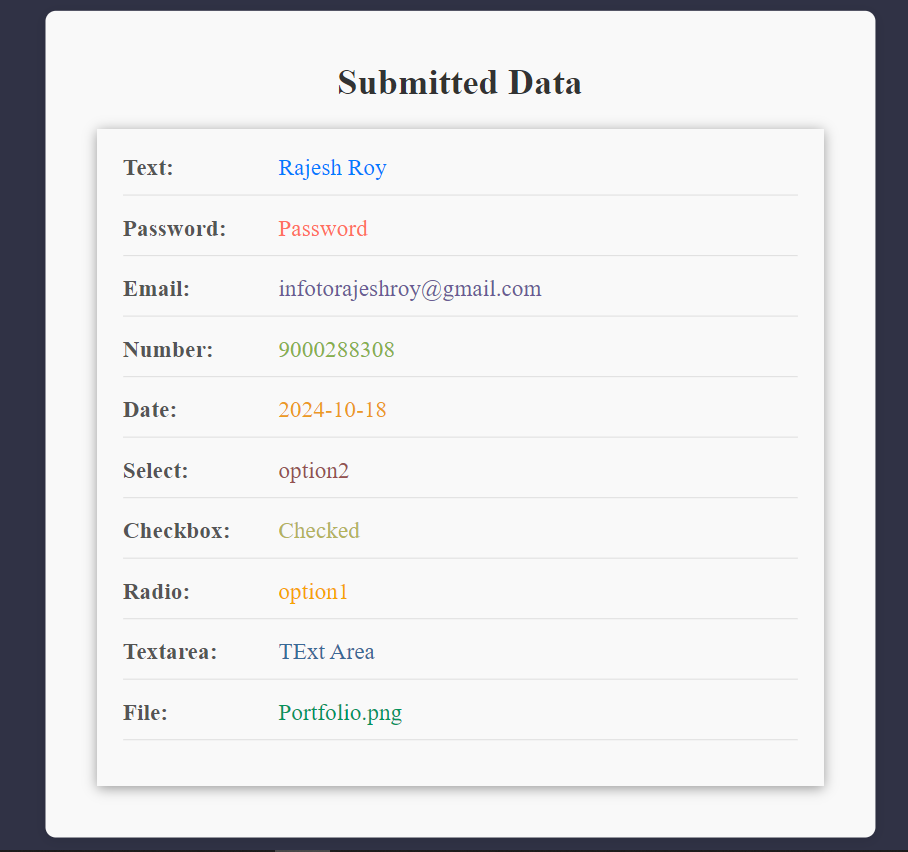 Submitted Data
Text: Rajesh Roy
Password: Password
Email: infotorajeshroy@gmail.com
Number: 9000288308
Date: 2024-10-18
Select: option2
Checkbox: Checked
Radio: option1
Textarea: TExt Area
File: Portfolio.png